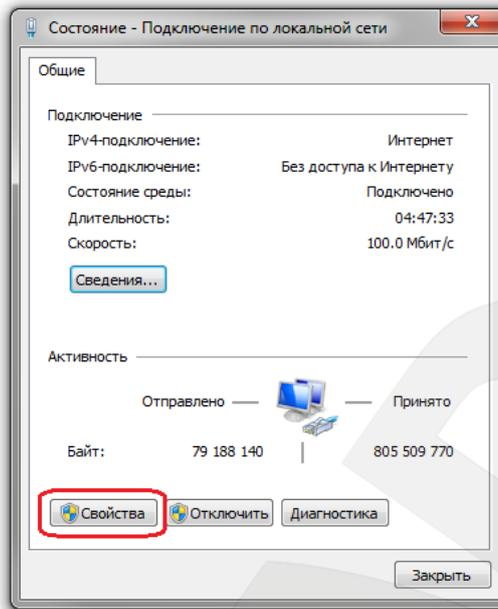 Состояние - Подключение по локальной сети
Общие
Подключение
IPv4-подключение: Интернет
IPv6-подключение: Без доступа к Интернету
Состояние среды: Подключено
Длительность: 04:47:33
Скорость: 100.0 Мбит/с
Сведения...
Активность
Отправлено Принято
Байт: 79 188 140 805 509 770
Свойства Отключить Диагностика
Закрыть